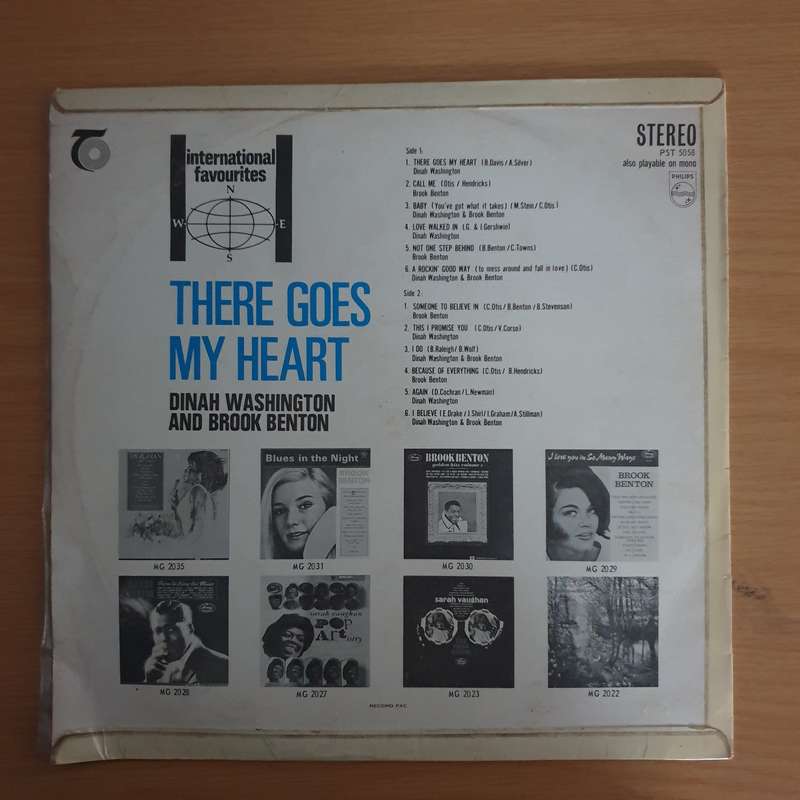 international
favourites
N
W
E
S
THERE GOES
MY HEART
DINAH WASHINGTON
AND BROOK BENTON
Side 1:
1. THERE GOES MY HEART (B.Davis/A.Silver)
Dinah Washington
2. CALL ME (Otis / Hendricks)
Brook Benton
3. BABY (You've got what it takes) (M.Stein / C.Otis)
Dinah Washington & Brook Benton
4. LOVE WALKED IN (G. & I.Gershwin)
Dinah Washington
5. NOT ONE STEP BEHIND (B.Benton/C.Towns)
Brook Benton
6. A ROCKIN' GOOD WAY (to mess around and fall in love) (C.Otis)
Dinah Washington & Brook Benton
Side 2:
1. SOMEONE TO BELIEVE IN (C.Otis/B.Benton/B.Stevenson)
Brook Benton
2. THIS I PROMISE YOU (C.Otis/V.Corso)
Dinah Washington
3. I DO (B.Raleigh/B.Wolf)
Dinah Washington & Brook Benton
4. BECAUSE OF EVERYTHING (C.Otis/ B.Hendricks)
Brook Benton
5. AGAIN (D.Cochran/L.Newman)
Dinah Washington
6. I BELIEVE (E.Drake/J.Shirl/I.Graham/A.Stillman)
Dinah Washington & Brook Benton
STEREO
PST 5056
also playable on mono
PHILIPS
Blues in the Night
BROOK
BENTON
BROOK BENTON
golden hits volume 2
I love you in So Many Ways
BROOK
BENTON
MG 2035
MG 2031
MG 2030
MG 2029
sarah vaughan
POP
ART
sarah vaughan
MG 2028
MG 2027
MG 2023
MG 2022
RECORD PAC